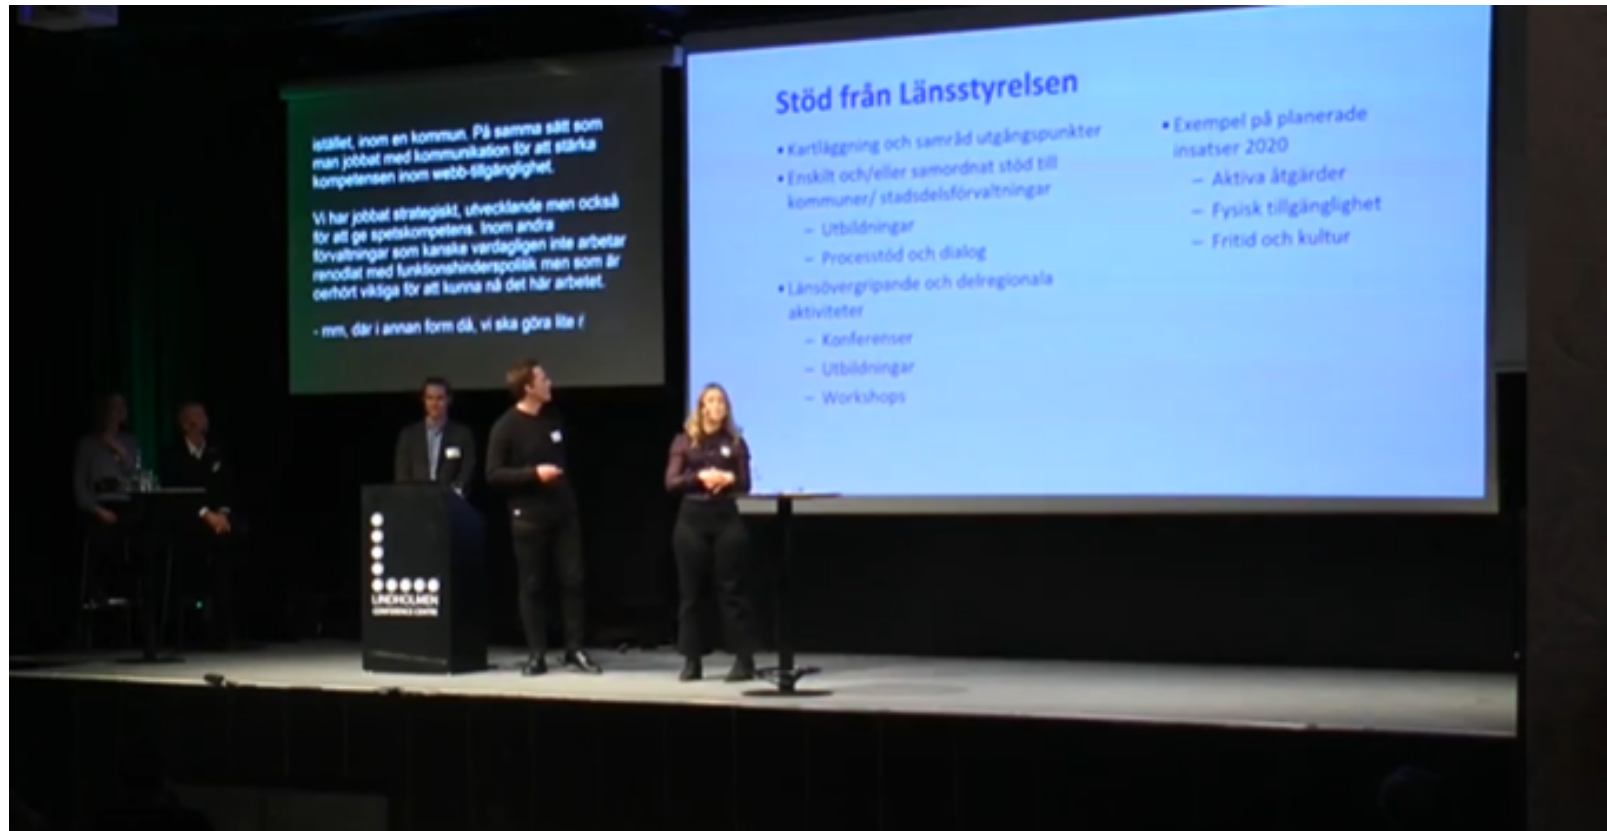 istället, inom en kommun. På samma sätt som
man jobbat med kommunikation för att stärka
kompetensen inom webb-tillgänglighet.
Vi har jobbat strategiskt, utvecklande men också
för att ge spetskompetens. Inom andra
förvaltningar som kanske vardagligen inte arbetar
renodlat med funktionshinderspolitik men som är
oerhört viktiga för att kunna nå det här arbetet.
- mm, där i annan form då, vi ska göra lite
Stöd från Länsstyrelsen
• Kartläggning och samråd utgångspunkter
• Enskilt och/eller samordnat stöd till
kommuner/ stadsdelsförvaltningar
– Utbildningar
– Processtöd och dialog
• Länsövergripande och delregionala
aktiviteter
– Konferenser
– Utbildningar
– Workshops
• Exempel på planerade
insatser 2020
– Aktiva åtgärder
– Fysisk tillgänglighet
– Fritid och kultur
LINDHOLMEN
CONFERENCE CENTRE